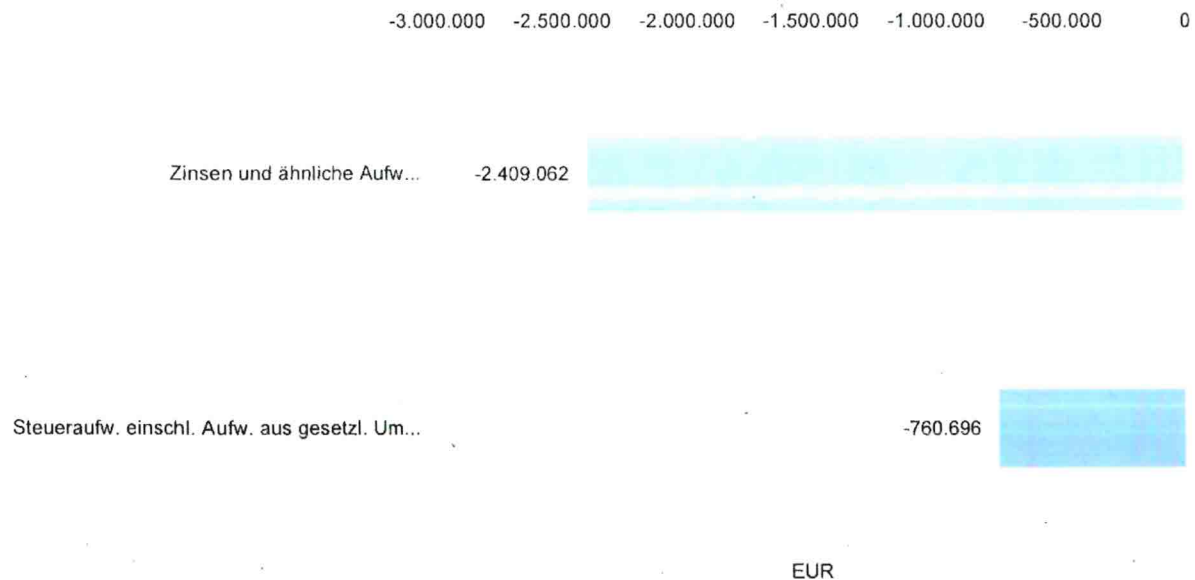 -3.000.000 -2.500.000 -2.000.000 -1.500.000 -1.000.000 -500.000 0
Zinsen und ähnliche Aufw... -2.409.062
Steueraufw. einschl. Aufw. aus gesetzl. Um... -760.696
EUR